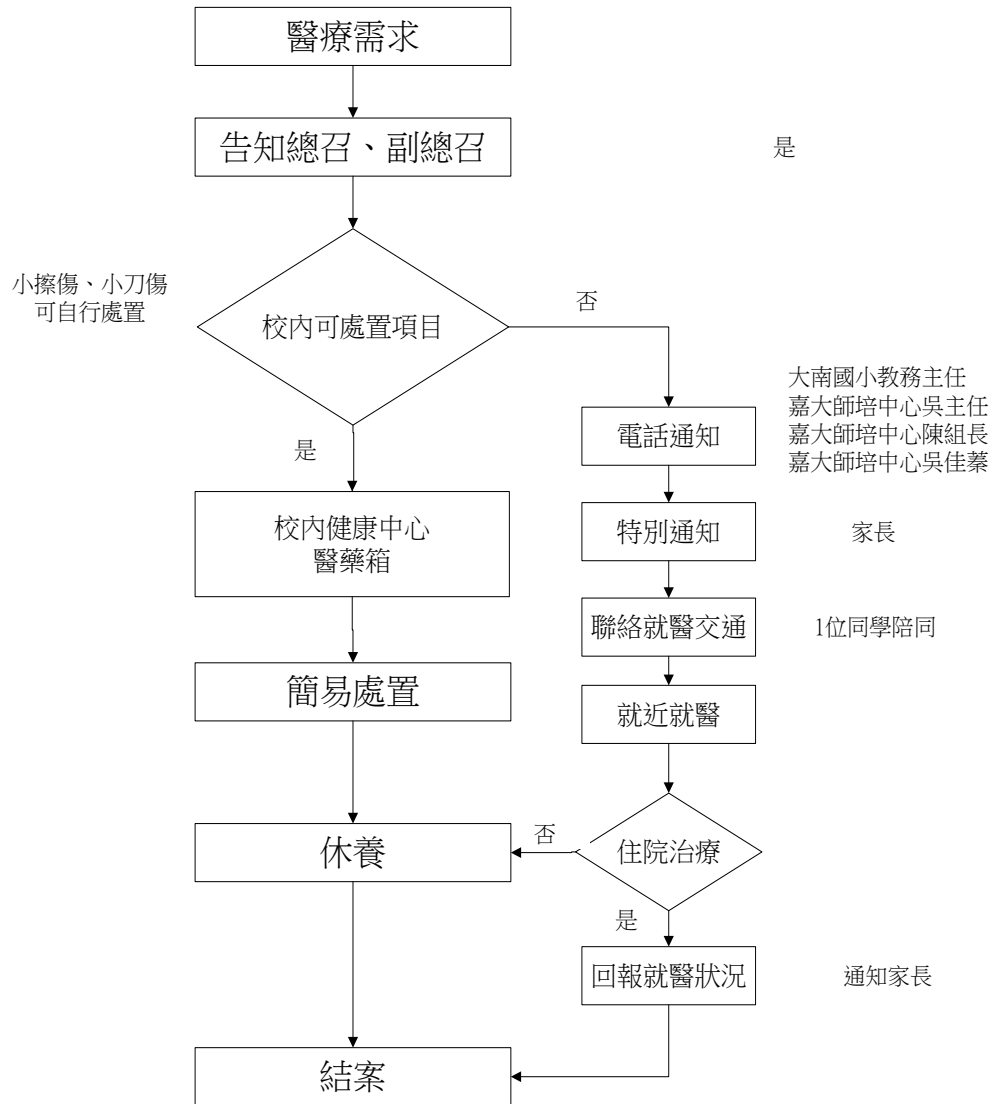 醫療需求
告知總召、副總召
是
小擦傷、小刀傷
可自行處置
校內可處置項目
否
是
大南國小教務主任
嘉大師培中心吳主任
嘉大師培中心陳組長
嘉大師培中心吳佳蓁
電話通知
校內健康中心
醫藥箱
特別通知
家長
聯絡就醫交通
1位同學陪同
簡易處置
就近就醫
休養
否
住院治療
是
回報就醫狀況
通知家長
結案